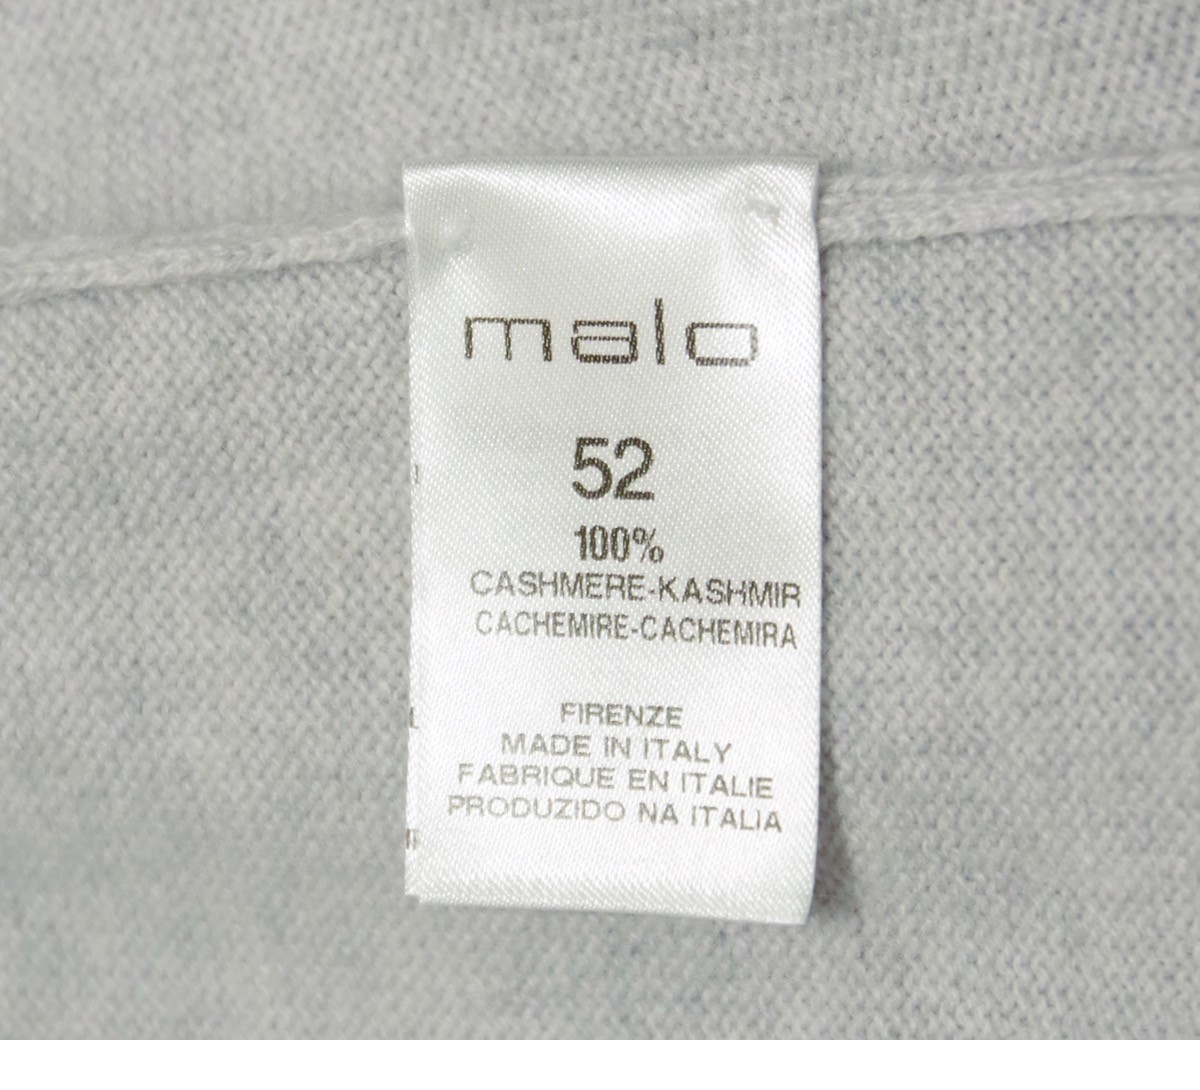 malo
52
100%
CASHMERE-KASHMIR
CACHEMIRE-CACHEMIRA
FIRENZE
MADE IN ITALY
FABRIQUE EN ITALIE
PRODUZIDO NA ITALIA